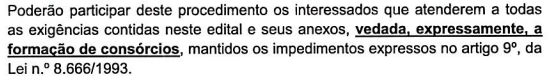 Poderão participar deste procedimento os interessados que atenderem a todas
as exigências contidas neste edital e seus anexos, vedada, expressamente, a
formação de consórcios, mantidos os impedimentos expressos no artigo 9º, da
Lei n.º 8.666/1993.